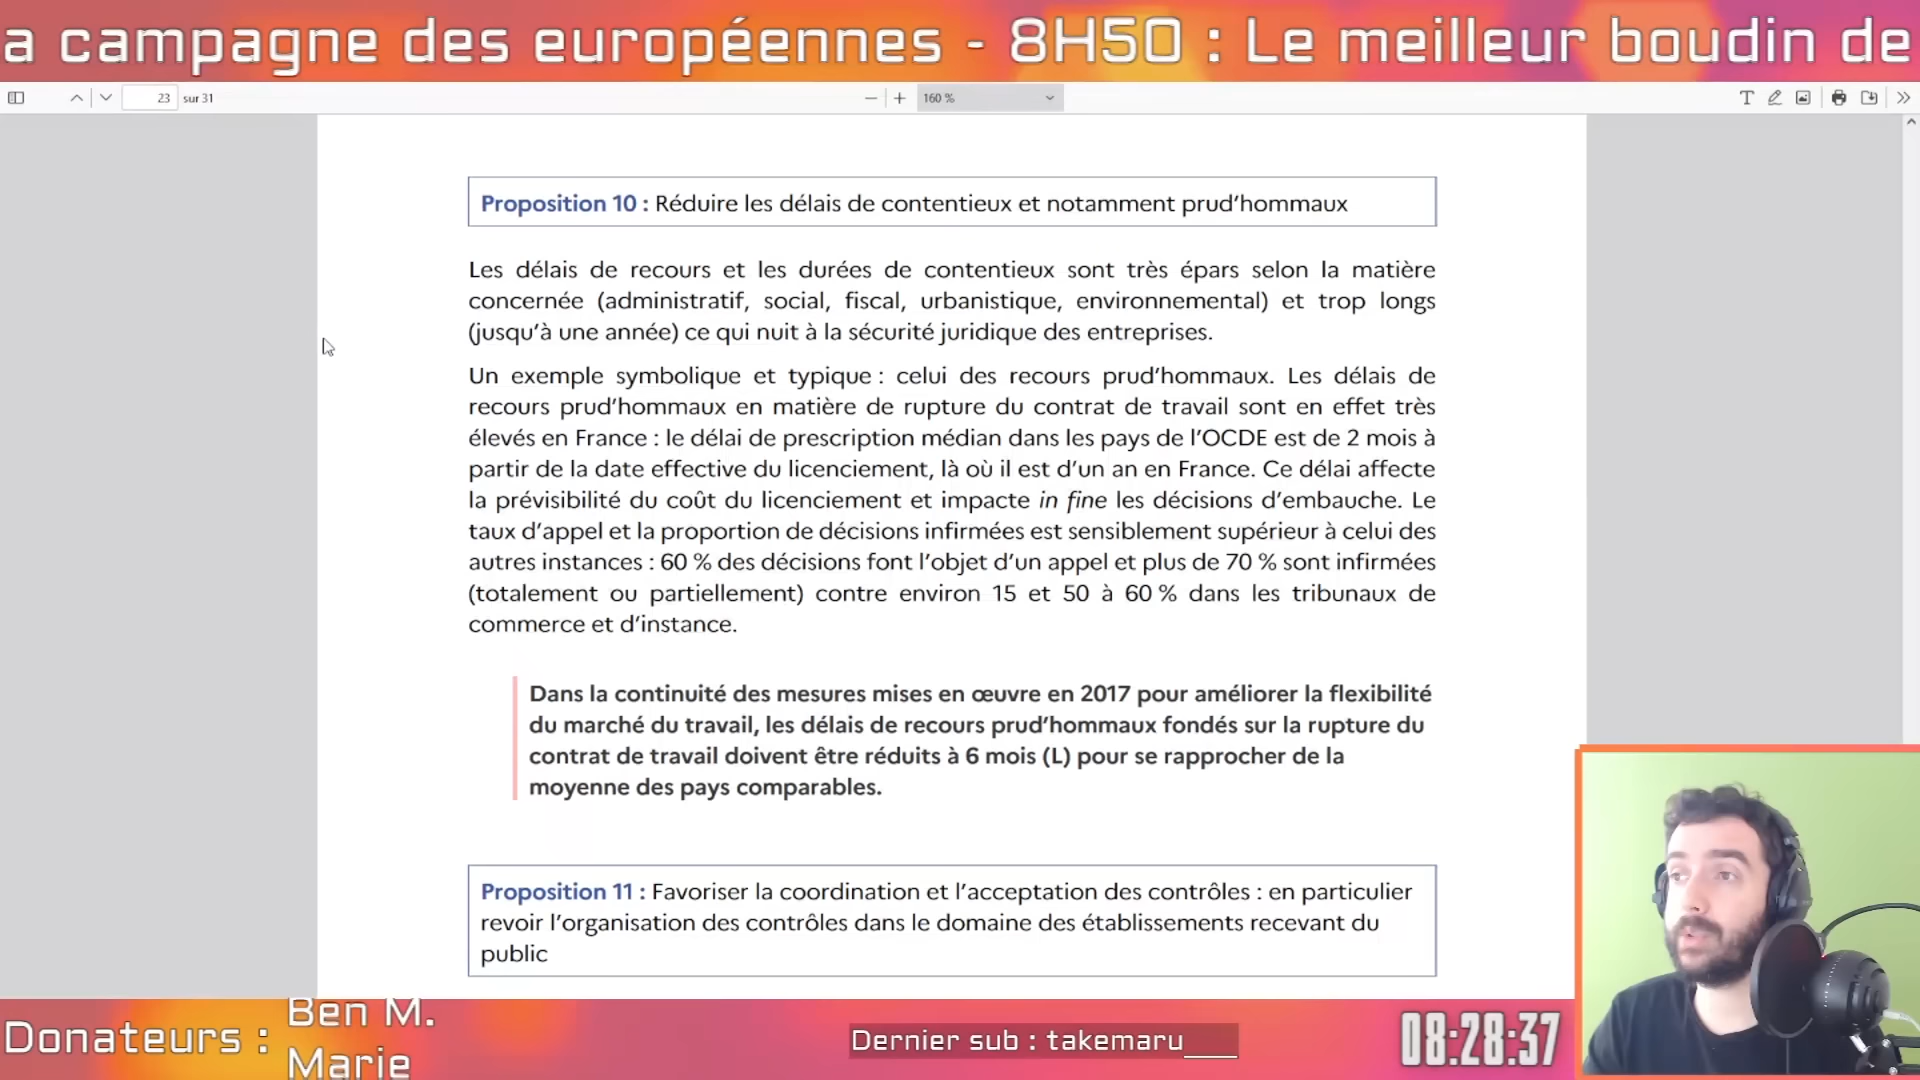 a campagne des européennes - 8H50 : Le meilleur boudin de
23 sur 31
160 %
Proposition 10 : Réduire les délais de contentieux et notamment prud’hommaux
Les délais de recours et les durées de contentieux sont très épars selon la matière
concernée (administratif, social, fiscal, urbanistique, environnemental) et trop longs
(jusqu’à une année) ce qui nuit à la sécurité juridique des entreprises.
Un exemple symbolique et typique : celui des recours prud’hommaux. Les délais de
recours prud’hommaux en matière de rupture du contrat de travail sont en effet très
élevés en France : le délai de prescription médian dans les pays de l’OCDE est de 2 mois à
partir de la date effective du licenciement, là où il est d’un an en France. Ce délai affecte
la prévisibilité du coût du licenciement et impacte in fine les décisions d’embauche. Le
taux d’appel et la proportion de décisions infirmées est sensiblement supérieur à celui des
autres instances : 60 % des décisions font l’objet d’un appel et plus de 70 % sont infirmées
(totalement ou partiellement) contre environ 15 et 50 à 60 % dans les tribunaux de
commerce et d’instance.
Dans la continuité des mesures mises en œuvre en 2017 pour améliorer la flexibilité
du marché du travail, les délais de recours prud’hommaux fondés sur la rupture du
contrat de travail doivent être réduits à 6 mois (L) pour se rapprocher de la
moyenne des pays comparables.
Proposition 11 : Favoriser la coordination et l’acceptation des contrôles : en particulier
revoir l’organisation des contrôles dans le domaine des établissements recevant du
public
Donateurs :
Ben M.
Marie
Dernier sub : takemaru___
08:28:37